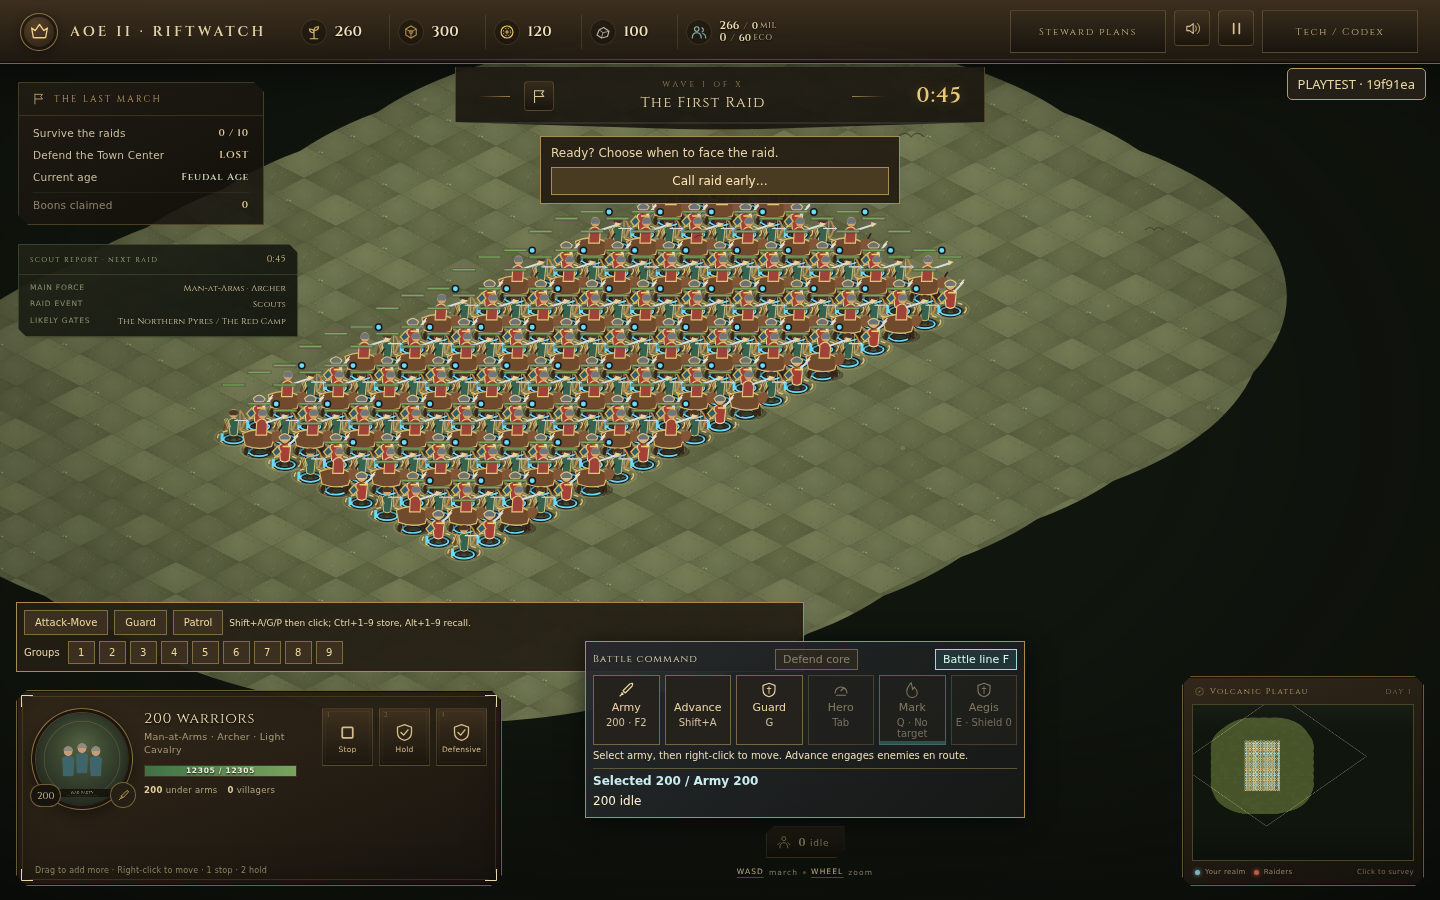 AOE II · RIFTWATCH
260
300
120
100
266 / 0 MIL
0 / 60 ECO
Steward plans
Tech / Codex
PLAYTEST · 19f91ea
THE LAST MARCH
Survive the raids 0 / 10
Defend the Town Center LOST
Current age Feudal Age
Boons claimed 0
WAVE I OF X
The First Raid
0:45
Ready? Choose when to face the raid.
Call raid early...
SCOUT REPORT · NEXT RAID 0:45
MAIN FORCE Man-at-Arms · Archer
RAID EVENT Scouts
LIKELY GATES The Northern Pyres / The Red Camp
Attack-Move Guard Patrol Shift+A/G/P then click; Ctrl+1–9 store, Alt+1–9 recall.
Groups 1 2 3 4 5 6 7 8 9
Battle command Defend core Battle line F
Army
200 · F2
Advance
Shift+A
Guard
G
Hero
Tab
Mark
Q · No target
Aegis
E · Shield 0
Select army, then right-click to move. Advance engages enemies en route.
Selected 200 / Army 200
200 idle
200 warriors
Man-at-Arms · Archer · Light Cavalry
12305 / 12305
200 under arms 0 villagers
200
WAR PARTY
1 Stop
2 Hold
3 Defensive
Drag to add more · Right-click to move · 1 stop · 2 hold
0 idle
WASD march • WHEEL zoom
Volcanic Plateau DAY 1
Your realm Raiders Click to survey